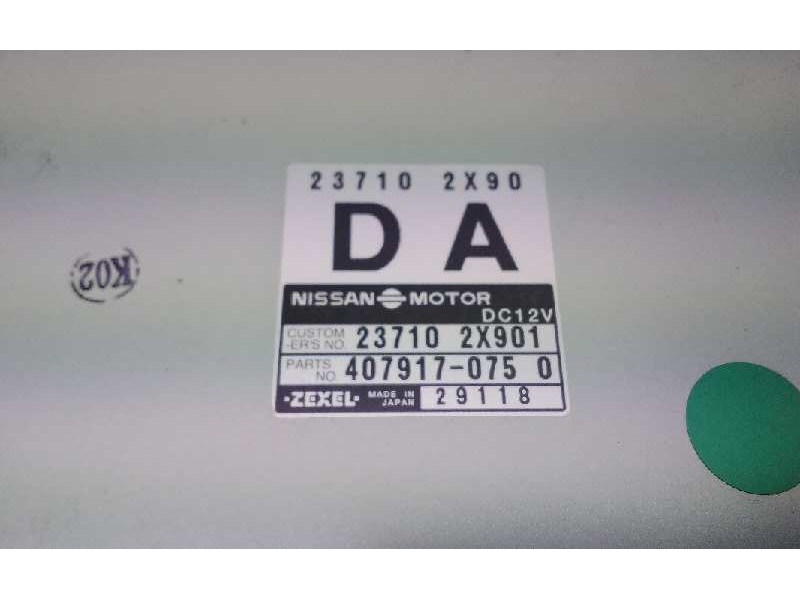 23710 2X90
D A
NISSAN MOTOR
DC12V
CUSTOM
-ER'S NO. 23710 2X901
PARTS
NO. 407917-075 0
·ZEXEL· MADE IN
JAPAN 29118
K02